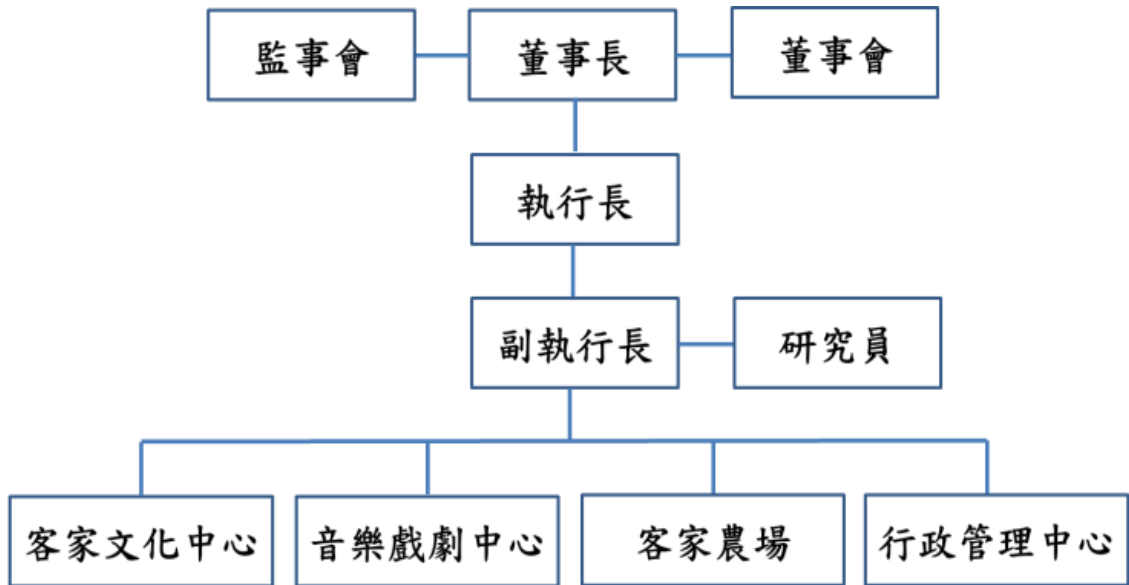 監事會
董事長
董事會
執行長
副執行長
研究員
客家文化中心
音樂戲劇中心
客家農場
行政管理中心